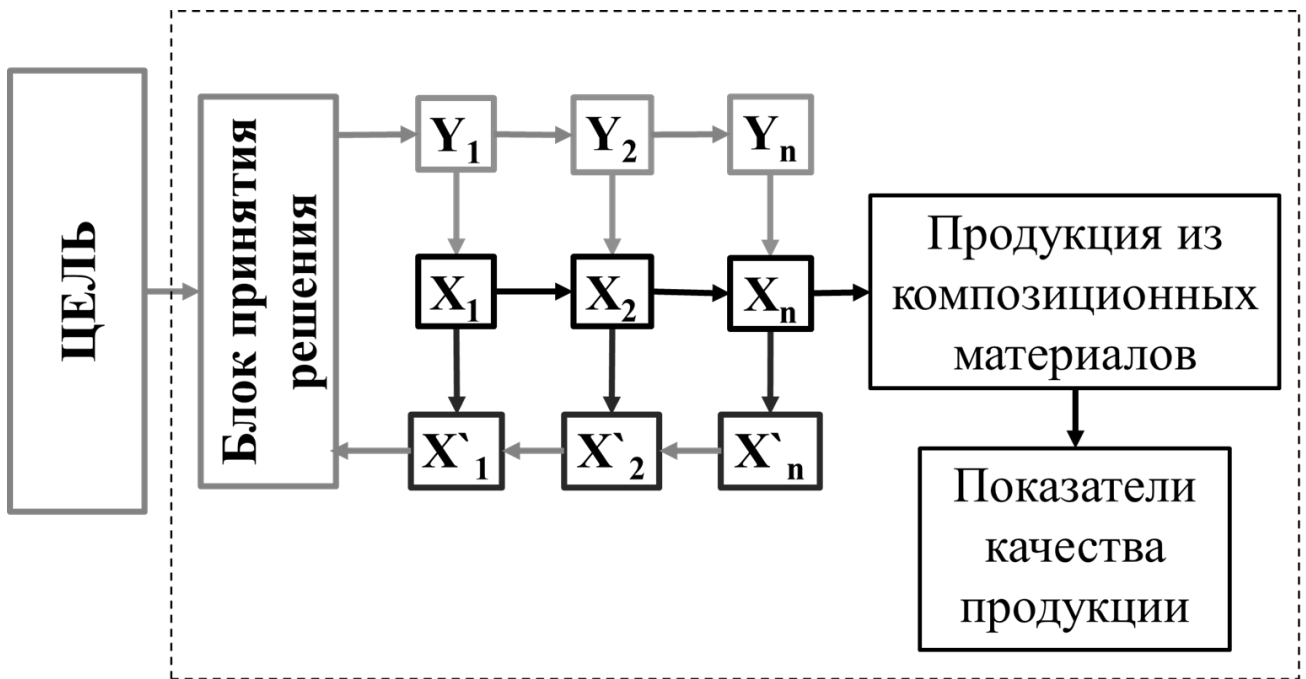 ЦЕЛЬ
Блок принятия
решения
Y1
Y2
Yn
X1
X2
Xn
X`1
X`2
X`n
Продукция из
композиционных
материалов
Показатели
качества
продукции